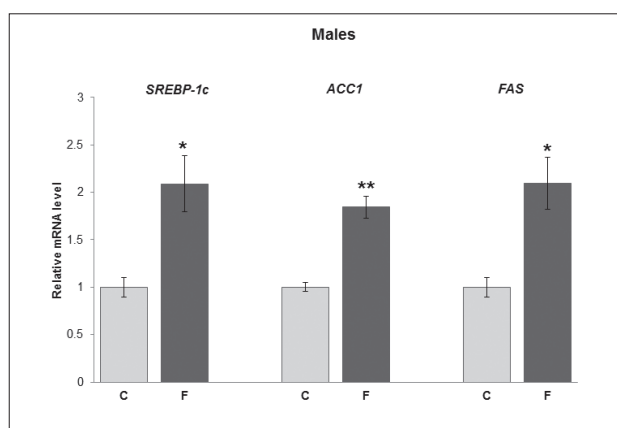 Males
SREBP-1c ACC1 FAS
Relative mRNA level
3
2.5
2
1.5
1
0.5
0
* ** *
C F C F C F